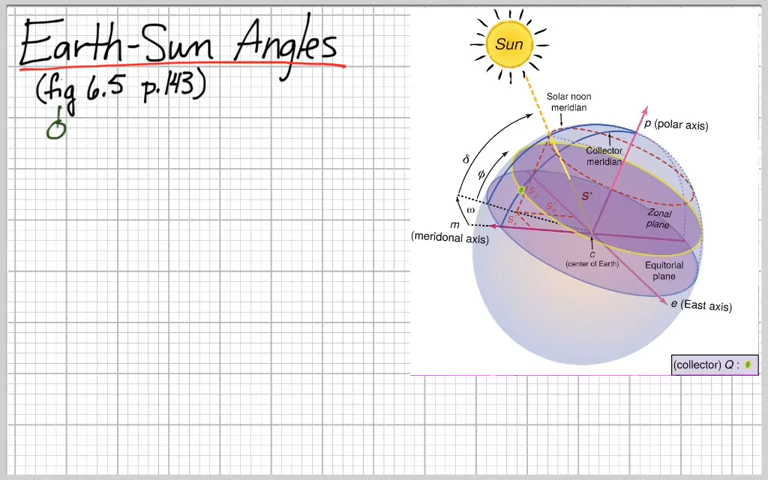 Earth-Sun Angles
(fig 6.5 p.143)
Sun
Solar noon
meridian
p (polar axis)
Collector
meridian
δ
ϕ
S'
ω
Zonal
plane
m
(meridonal axis)
c
(center of Earth)
Equitorial
plane
e (East axis)
(collector) Q :